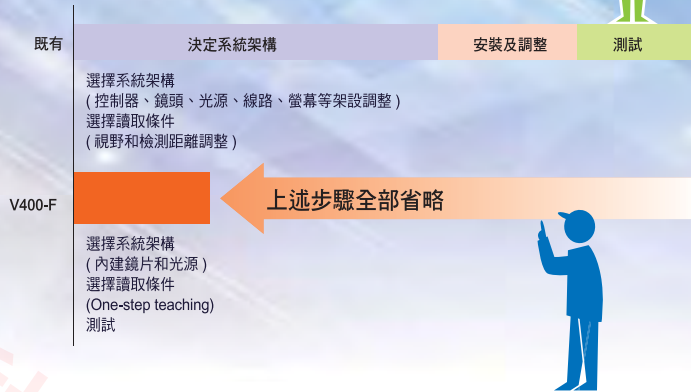 既有 決定系統架構 安裝及調整 測試
選擇系統架構
( 控制器、鏡頭、光源、線路、螢幕等架設調整 )
選擇讀取條件
( 視野和檢測距離調整 )
V400-F
上述步驟全部省略
選擇系統架構
( 內建鏡片和光源 )
選擇讀取條件
(One-step teaching)
測試